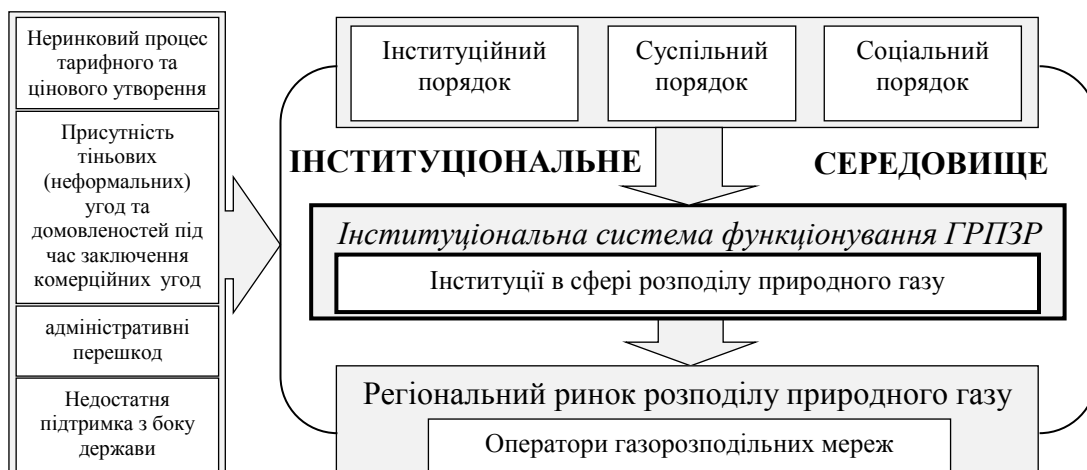 Неринковий процес
тарифного та
цінового утворення
Присутність
тіньових
(неформальних)
угод та
домовленостей під
час заключення
комерційних угод
адміністративні
перешкод
Недостатня
підтримка з боку
держави
Інституційний
порядок
Суспільний
порядок
Соціальний
порядок
ІНСТИТУЦІОНАЛЬНЕ СЕРЕДОВИЩЕ
Інституціональна система функціонування ГРПЗР
Інституції в сфері розподілу природного газу
Регіональний ринок розподілу природного газу
Оператори газорозподільних мереж